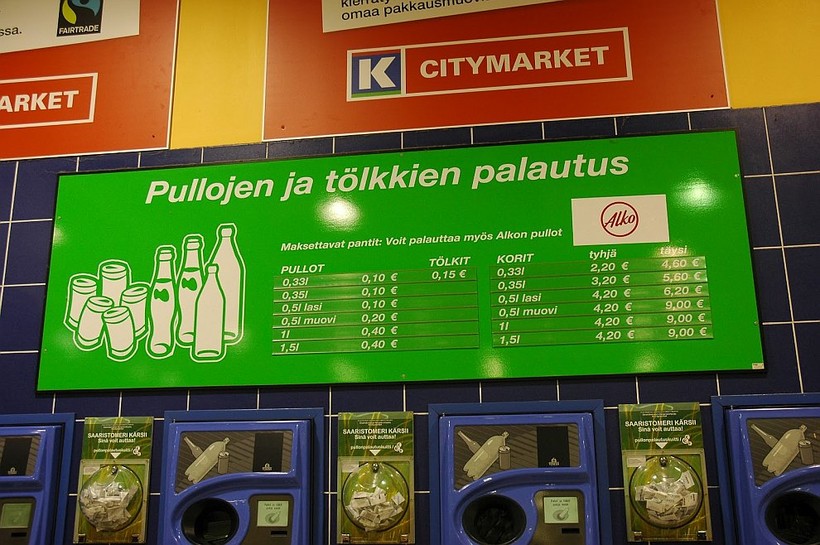 ssa.
FAIRTRADE
omaa pakkausmuov
ARKET
K CITYMARKET
Pullojen ja tölkkien palautus
Maksettavat pantit: Voit palauttaa myös Alkon pullot
Alko
PULLOT TÖLKIT
0,33l 0,10 € 0,15 €
0,35l 0,10 €
0,5l lasi 0,10 €
0,5l muovi 0,20 €
1l 0,40 €
1,5l 0,40 €
KORIT tyhjä täysi
0,33l 2,20 € 4,60 €
0,35l 3,20 € 5,60 €
0,5l lasi 4,20 € 6,20 €
0,5l muovi 4,20 € 9,00 €
1l 4,20 € 9,00 €
1,5l 4,20 € 9,00 €
SAARISTOMERI KÄRSII
Sinä voit auttaa!
SAARISTOMERI KÄRSII
Sinä voit auttaa!
SAARISTOMERI KÄRSII
Sinä voit auttaa!